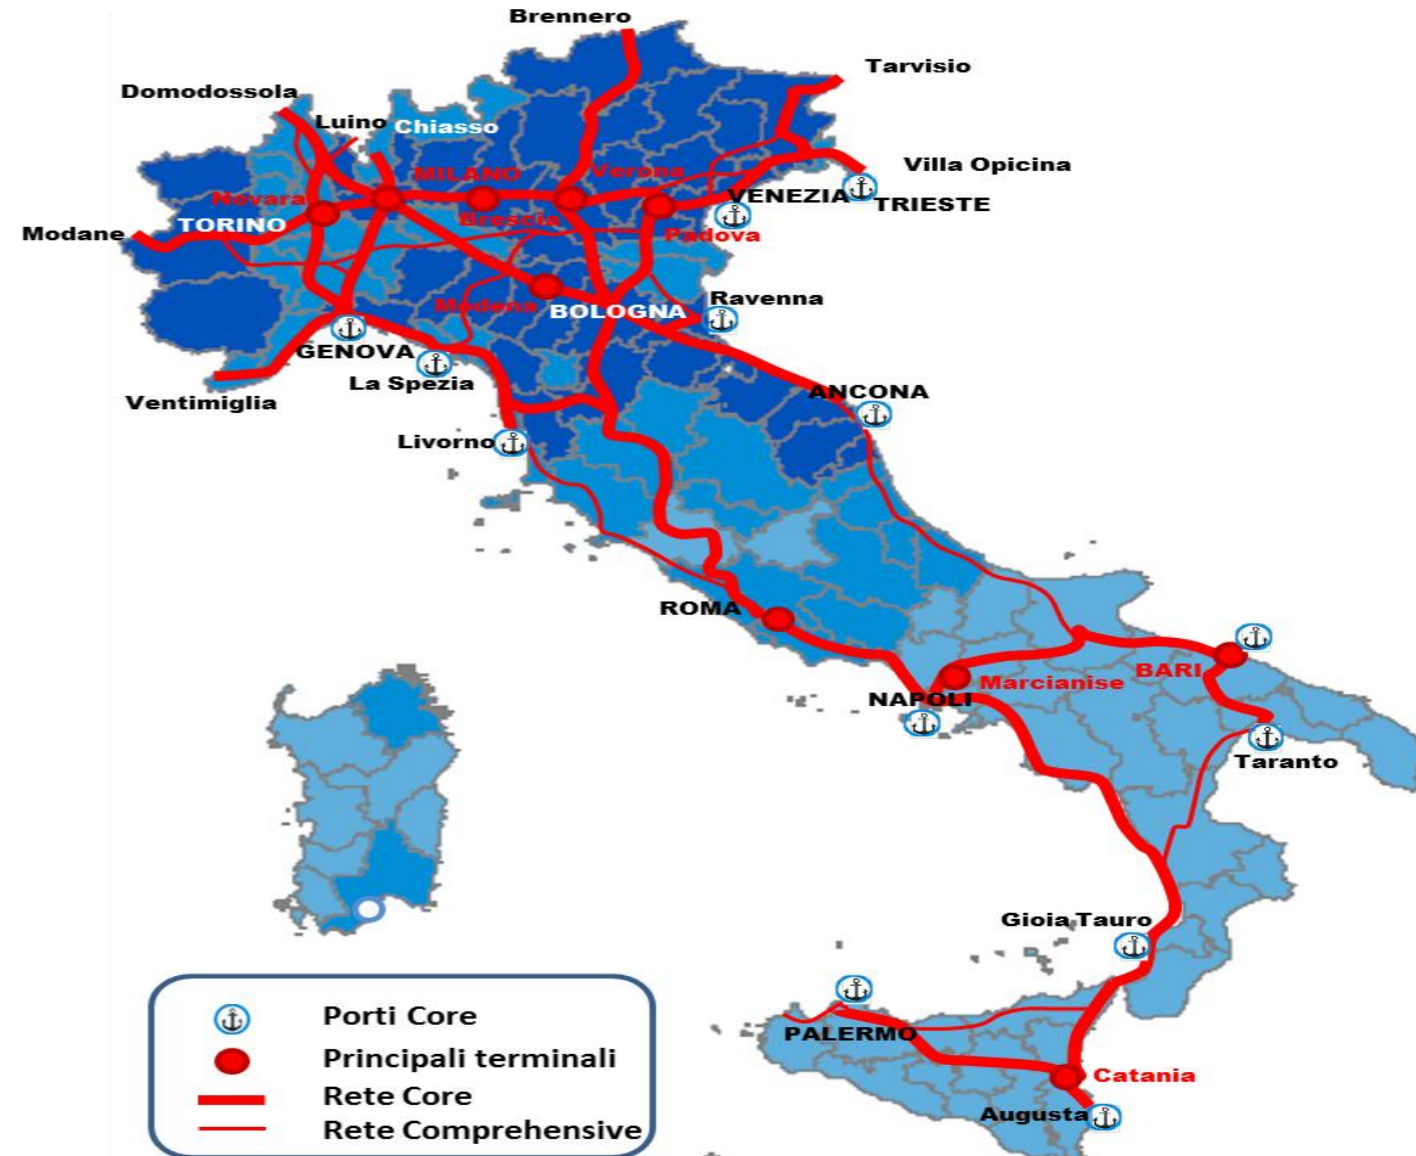 Brennero
Tarvisio
Domodossola
Luino
Chiasso
Villa Opicina
MILANO
Verona
Novara
VENEZIA
TRIESTE
TORINO
Brescia
Padova
Modane
Ravenna
Modena
BOLOGNA
GENOVA
La Spezia
Ventimiglia
ANCONA
Livorno
ROMA
BARI
Marcianise
NAPOLI
Taranto
Gioia Tauro
PALERMO
Catania
Augusta
Porti Core
Principali terminali
Rete Core
Rete Comprehensive